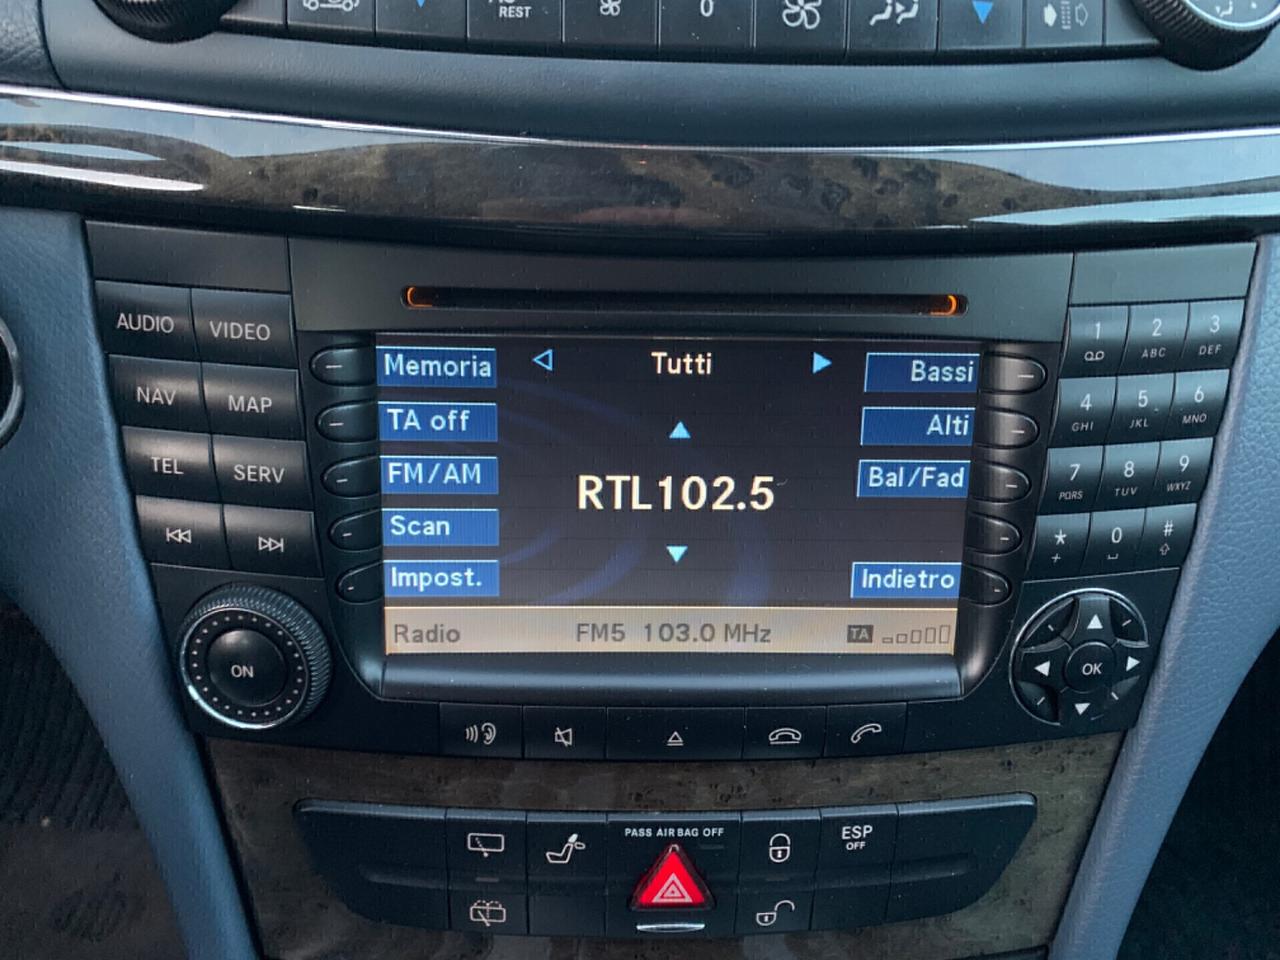 REST
0
AUDIO
VIDEO
NAV
MAP
TEL
SERV
ON
Memoria
TA off
FM/AM
Scan
Impost.
Tutti
RTL102.5
Bassi
Alti
Bal/Fad
Indietro
Radio FM5 103.0 MHz TA
1
2 ABC
3 DEF
4 GHI
5 JKL
6 MNO
7 PQRS
8 TUV
9 WXYZ
* +
0
#
OK
PASS AIR BAG OFF
ESP
OFF